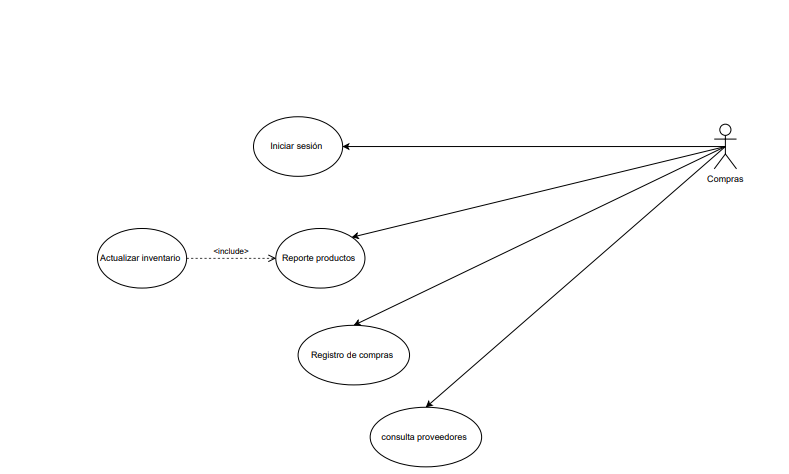 Iniciar sesión
Compras
<include>
Actualizar inventario
Reporte productos
Registro de compras
consulta proveedores